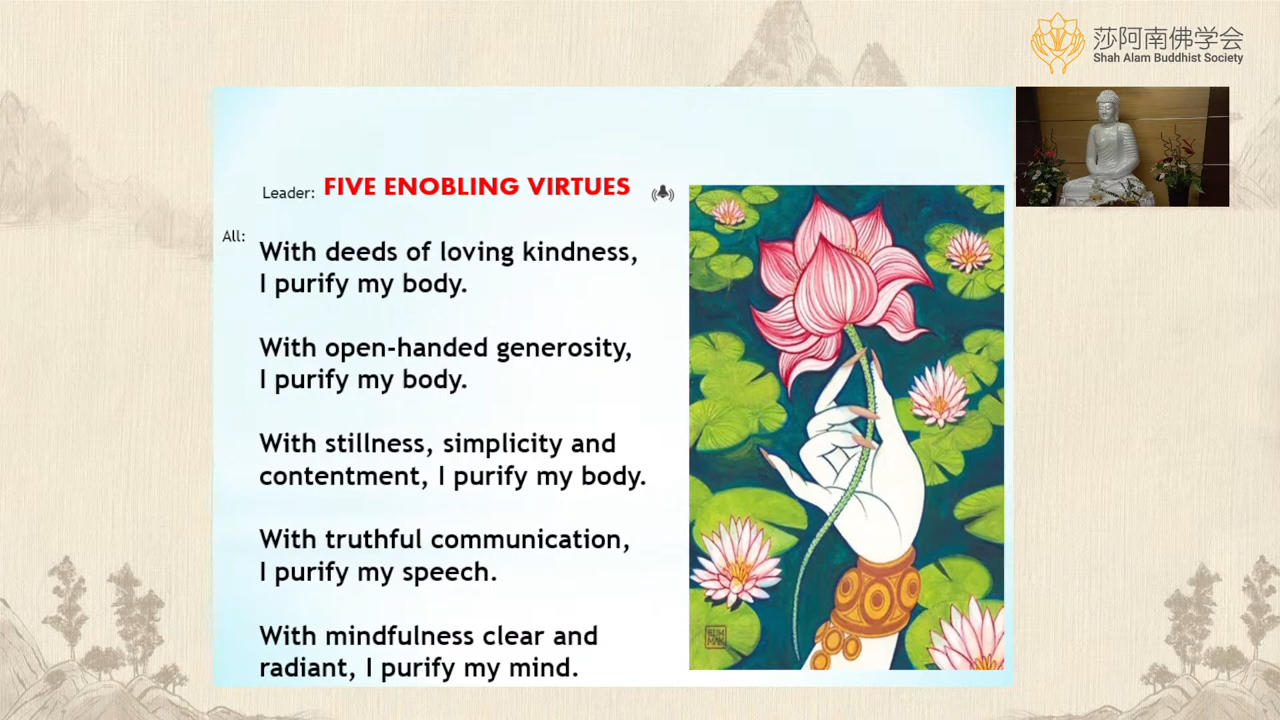 莎阿南佛学会
Shah Alam Buddhist Society
Leader: FIVE ENOBLING VIRTUES
All:
With deeds of loving kindness,
I purify my body.
With open-handed generosity,
I purify my body.
With stillness, simplicity and
contentment, I purify my body.
With truthful communication,
I purify my speech.
With mindfulness clear and
radiant, I purify my mind.